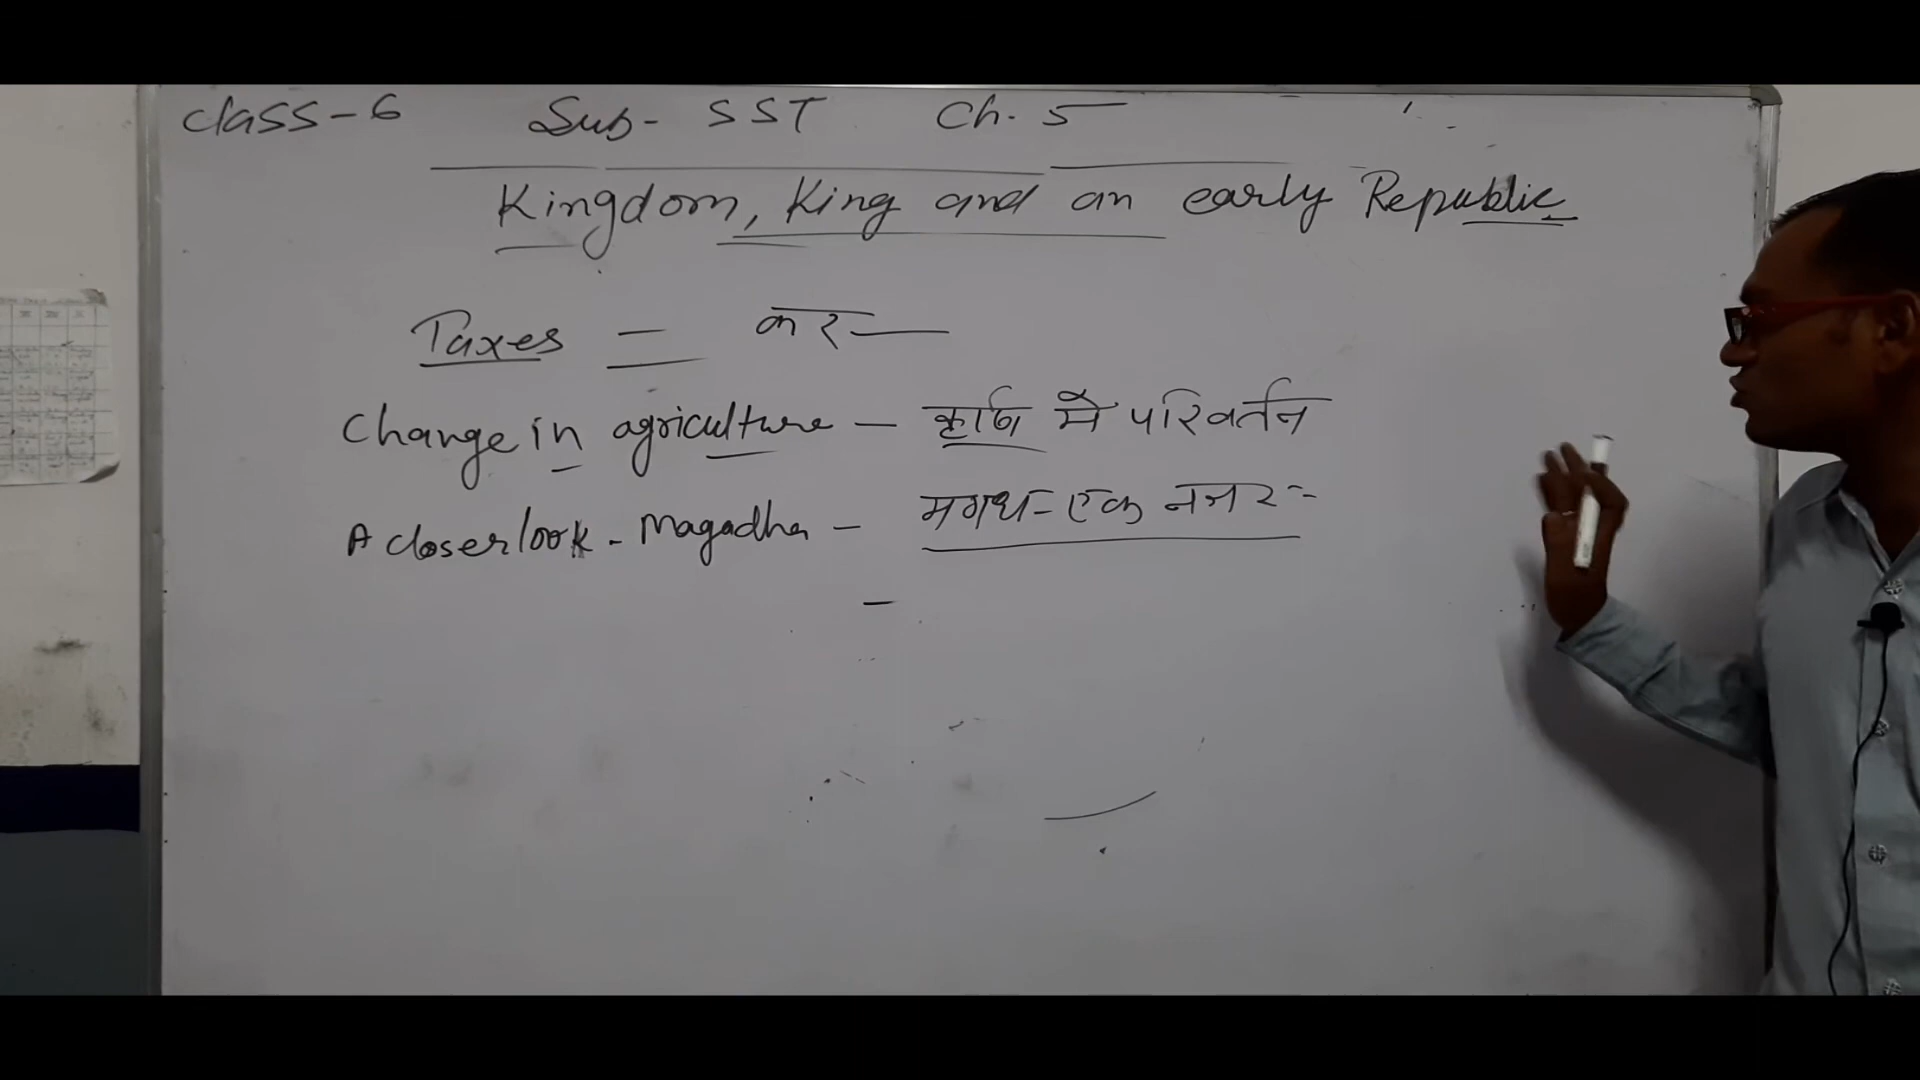 Class-6 Sub- SST Ch. 5
Kingdom, King and an early Republic
Taxes = कर
Change in agriculture - कृषि में परिवर्तन
A closer look - Magadha - मगध-एक नजर :-